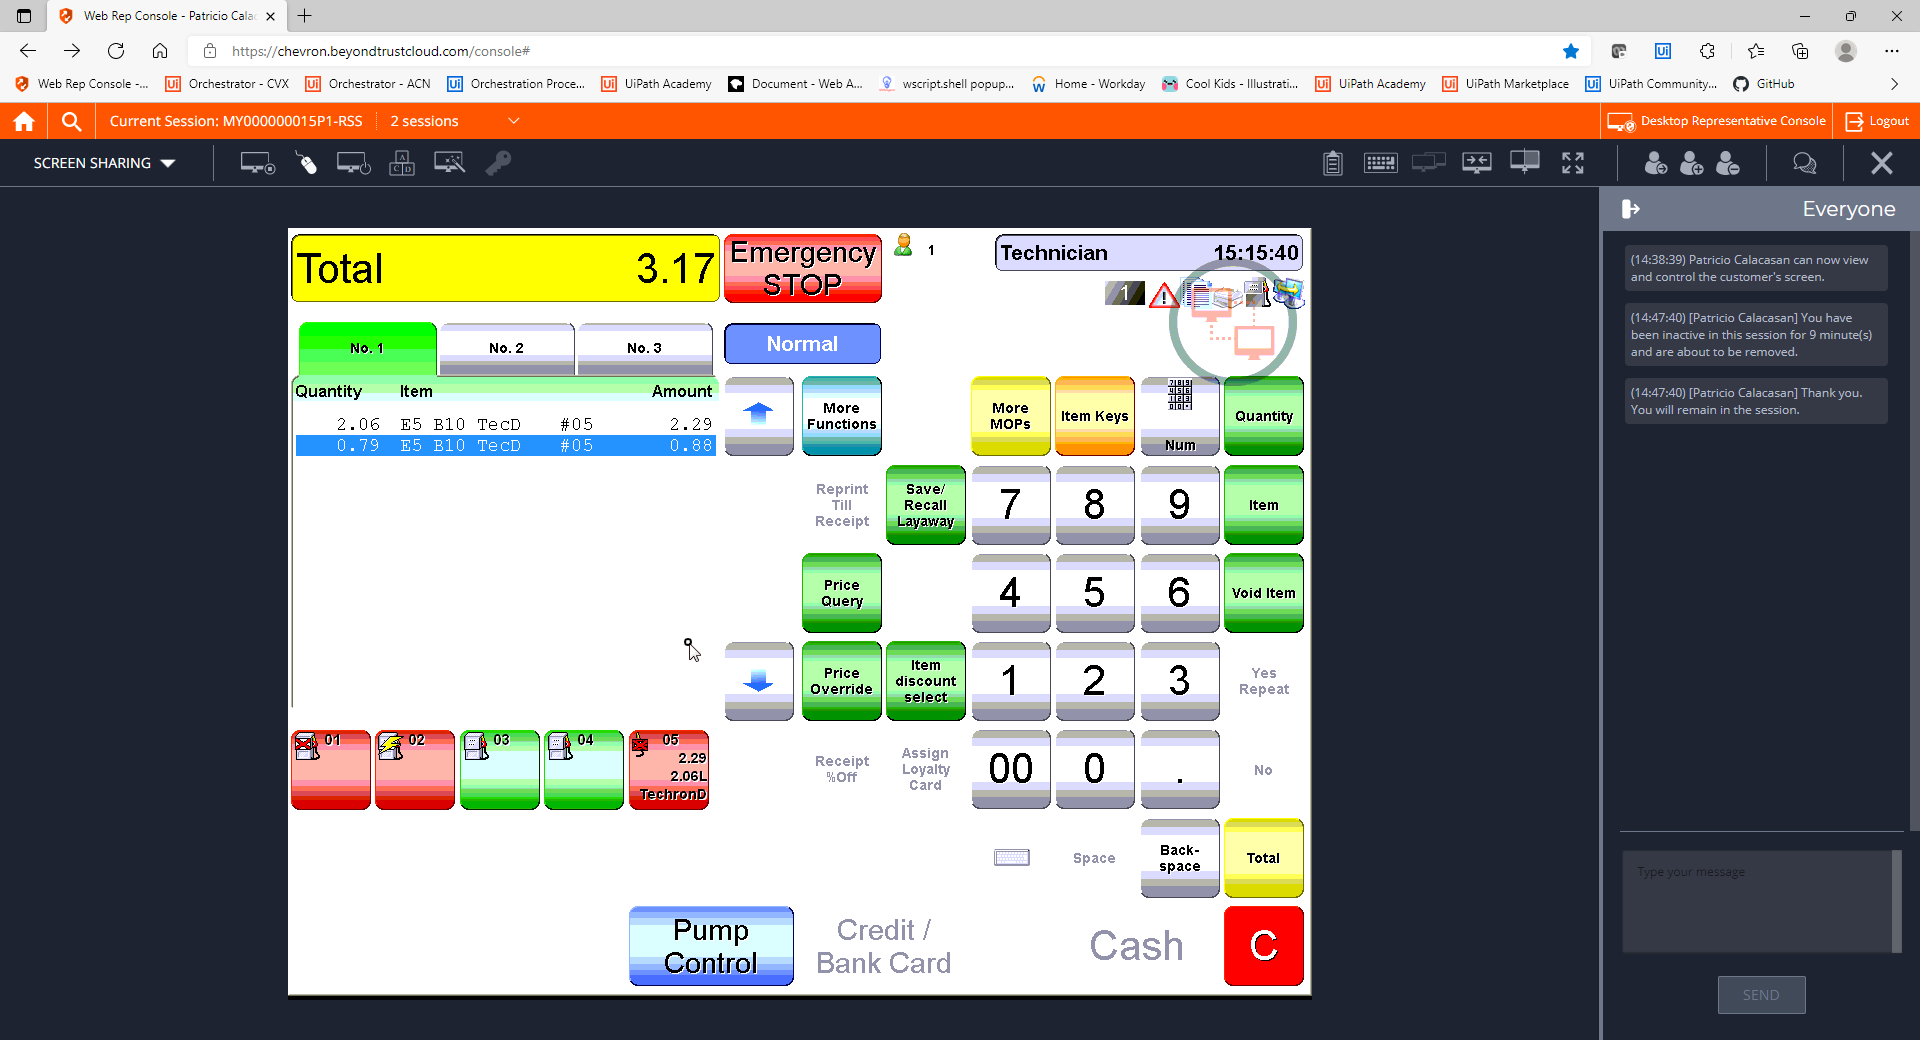 Web Rep Console - Patricio Cala
https://chevron.beyondtrustcloud.com/console#
Web Rep Console -...
Orchestrator - CVX
Orchestrator - ACN
Orchestration Proce...
UiPath Academy
Document - Web A...
wscript.shell popup...
Home - Workday
Cool Kids - Illustrati...
UiPath Academy
UiPath Marketplace
UiPath Community...
GitHub
Current Session: MY000000015P1-RSS
2 sessions
Desktop Representative Console
Logout
SCREEN SHARING
Everyone
(14:38:39) Patricio Calacasan can now view
and control the customer's screen.
(14:47:40) [Patricio Calacasan] You have
been inactive in this session for 9 minute(s)
and are about to be removed.
(14:47:40) [Patricio Calacasan] Thank you.
You will remain in the session.
Type your message
SEND
Total 3.17
Emergency
STOP
1
Technician 15:15:40
1
No. 1
No. 2
No. 3
Normal
Quantity Item Amount
2.06 E5 B10 TecD #05 2.29
0.79 E5 B10 TecD #05 0.88
More
Functions
More
MOPs
Item Keys
Num
Quantity
Reprint
Till
Receipt
Save/
Recall
Layaway
7
8
9
Item
Price
Query
4
5
6
Void Item
Price
Override
Item
discount
select
1
2
3
Yes
Repeat
01
02
03
04
05
2.29
2.06L
TechronD
Receipt
%Off
Assign
Loyalty
Card
00
0
.
No
Space
Back-
space
Total
Pump
Control
Credit /
Bank Card
Cash
C